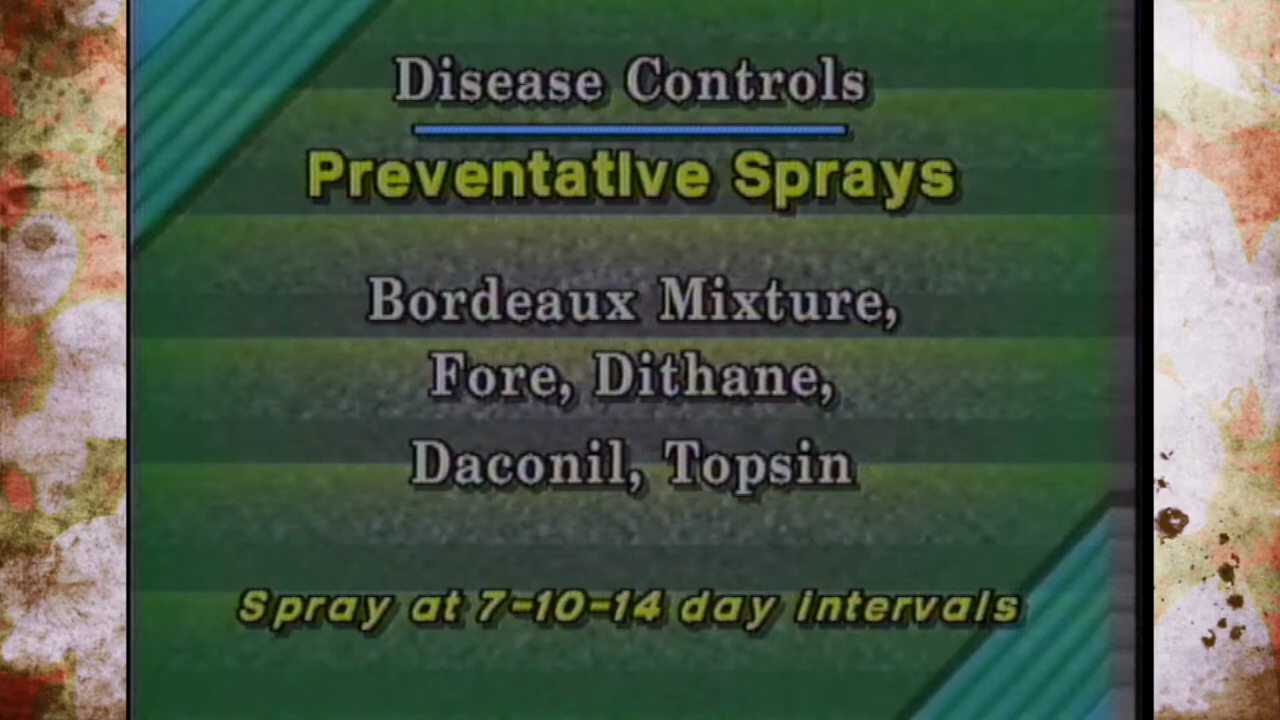 Disease Controls
Preventative Sprays
Bordeaux Mixture,
Fore, Dithane,
Daconil, Topsin
Spray at 7-10-14 day intervals